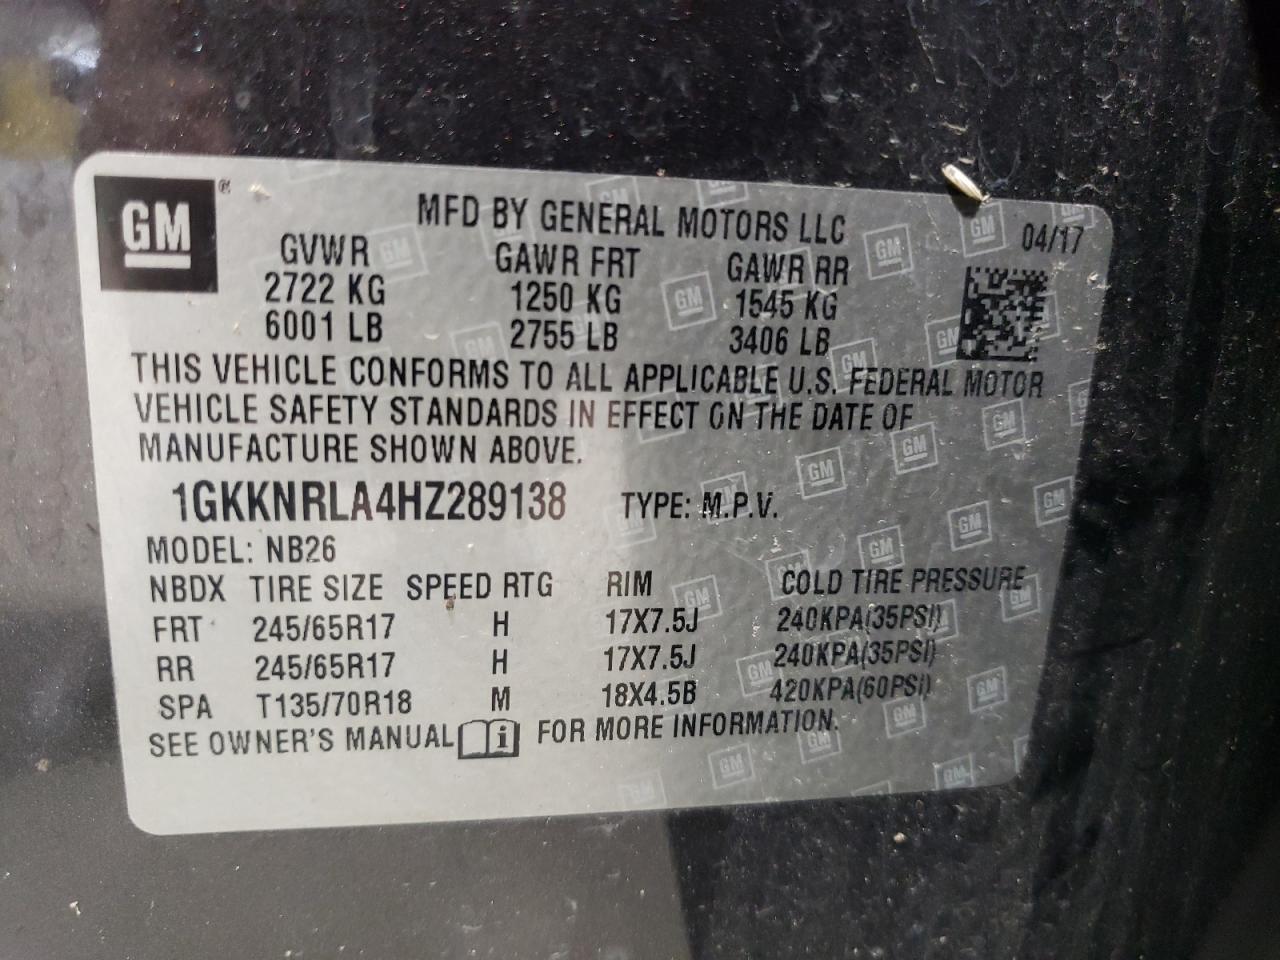 GM ®
MFD BY GENERAL MOTORS LLC 04/17
GVWR GAWR FRT GAWR RR
2722 KG 1250 KG 1545 KG
6001 LB 2755 LB 3406 LB
THIS VEHICLE CONFORMS TO ALL APPLICABLE U.S. FEDERAL MOTOR
VEHICLE SAFETY STANDARDS IN EFFECT ON THE DATE OF
MANUFACTURE SHOWN ABOVE.
1GKKNRLA4HZ289138 TYPE: M.P.V.
MODEL: NB26
NBDX TIRE SIZE SPEED RTG RIM COLD TIRE PRESSURE
FRT 245/65R17 H 17X7.5J 240KPA(35PSI)
RR 245/65R17 H 17X7.5J 240KPA(35PSI)
SPA T135/70R18 M 18X4.5B 420KPA(60PSI)
SEE OWNER'S MANUAL i FOR MORE INFORMATION.